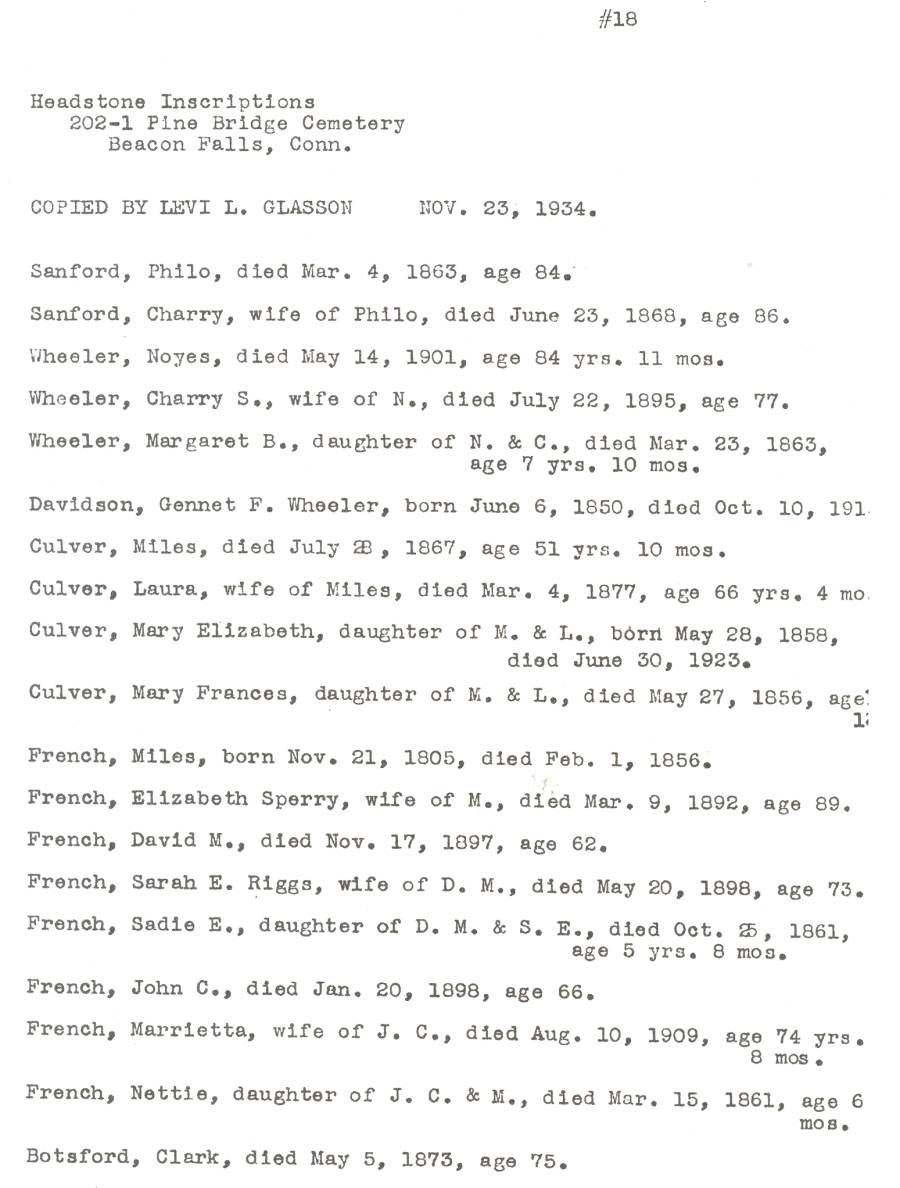 #18
Headstone Inscriptions
202-1 Pine Bridge Cemetery
Beacon Falls, Conn.
COPIED BY LEVI L. GLASSON NOV. 23, 1934.
Sanford, Philo, died Mar. 4, 1863, age 84.
Sanford, Charry, wife of Philo, died June 23, 1868, age 86.
Wheeler, Noyes, died May 14, 1901, age 84 yrs. 11 mos.
Wheeler, Charry S., wife of N., died July 22, 1895, age 77.
Wheeler, Margaret B., daughter of N. & C., died Mar. 23, 1863,
age 7 yrs. 10 mos.
Davidson, Gennet F. Wheeler, born June 6, 1850, died Oct. 10, 191
Culver, Miles, died July 28, 1867, age 51 yrs. 10 mos.
Culver, Laura, wife of Miles, died Mar. 4, 1877, age 66 yrs. 4 mo
Culver, Mary Elizabeth, daughter of M. & L., born May 28, 1858,
died June 30, 1923.
Culver, Mary Frances, daughter of M. & L., died May 27, 1856, age
French, Miles, born Nov. 21, 1805, died Feb. 1, 1856.
French, Elizabeth Sperry, wife of M., died Mar. 9, 1892, age 89.
French, David M., died Nov. 17, 1897, age 62.
French, Sarah E. Riggs, wife of D. M., died May 20, 1898, age 73.
French, Sadie E., daughter of D. M. & S. E., died Oct. 25, 1861,
age 5 yrs. 8 mos.
French, John C., died Jan. 20, 1898, age 66.
French, Marrietta, wife of J. C., died Aug. 10, 1909, age 74 yrs.
8 mos.
French, Nettie, daughter of J. C. & M., died Mar. 15, 1861, age 6
mos.
Botsford, Clark, died May 5, 1873, age 75.